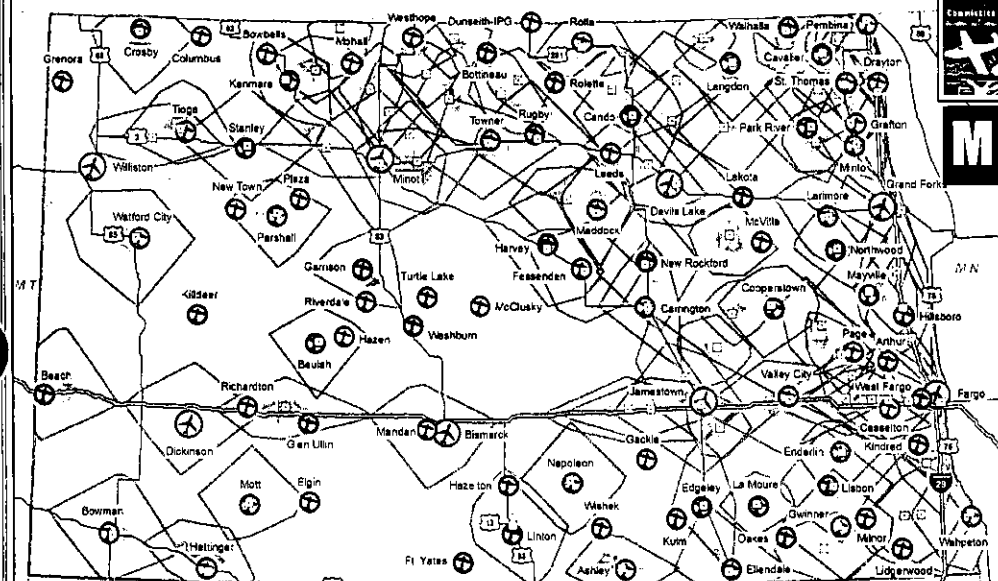 Westhope
Dunseith-IPG
Rolla
Walhalla
Pembina
Bowbells
Mohall
Grenora
Crosby
Columbus
Bottineau
Cavalier
Drayton
Kenmare
Rolette
Langdon
St. Thomas
Tioga
Stanley
Towner
Rugby
Cando
Park River
Grafton
2
Williston
Minot
Leeds
Minto
New Town
Plaza
Devils Lake
Lakota
Larimore
Grand Forks
Watford City
Parshall
Maddock
McVille
83
Harvey
Northwood
MN
Garrison
Fessenden
New Rockford
Mayville
MT
Killdeer
Turtle Lake
Cooperstown
Riverdale
McClusky
Carrington
Hillsboro
Washburn
Hazen
Beulah
Page
Arthur
Beach
Richardton
Jamestown
Valley City
West Fargo
Fargo
Mandan
Bismarck
Casselton
Dickinson
Glen Ullin
Gackle
Enderlin
Kindred
Napoleon
29
Mott
Elgin
Hazelton
Edgeley
La Moure
Lisbon
Bowman
Wishek
Gwinner
Linton
Kulm
Oakes
Milnor
Wahpeton
Hettinger
Ft. Yates
Ashley
Ellendale
Lidgerwood
M